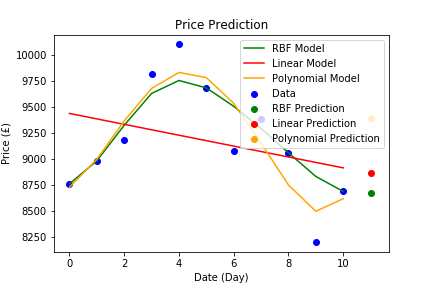 Price Prediction
Price (£)
10000
9750
9500
9250
9000
8750
8500
8250
RBF Model
Linear Model
Polynomial Model
Data
RBF Prediction
Linear Prediction
Polynomial Prediction
0
2
4
6
8
10
Date (Day)